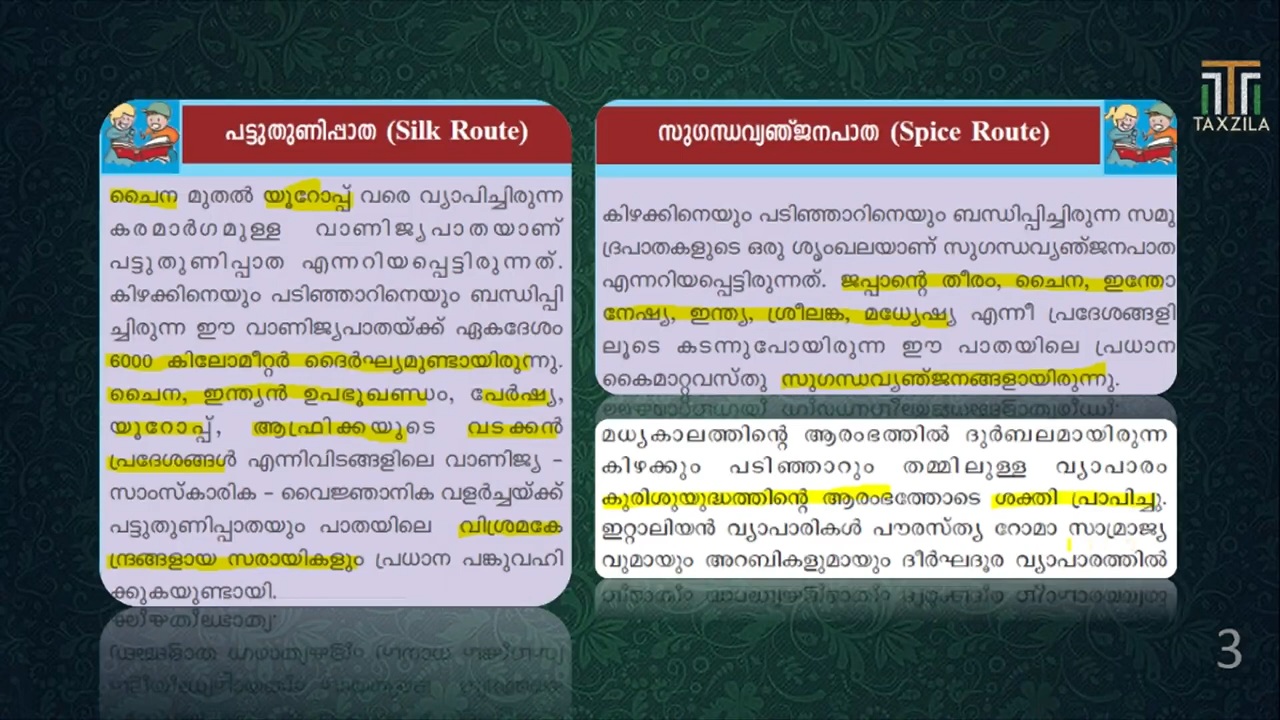 പട്ടുതുണിപ്പാത (Silk Route)
ചൈന മുതൽ യൂറോപ്പ് വരെ വ്യാപിച്ചിരുന്ന
കരമാർഗമുള്ള വാണിജ്യപാതയാണ്
പട്ടുതുണിപ്പാത എന്നറിയപ്പെട്ടിരുന്നത്.
കിഴക്കിനെയും പടിഞ്ഞാറിനെയും ബന്ധിപ്പി
ച്ചിരുന്ന ഈ വാണിജ്യപാതയ്ക്ക് ഏകദേശം
6000 കിലോമീറ്റർ ദൈർഘ്യമുണ്ടായിരുന്നു.
ചൈന, ഇന്ത്യൻ ഉപഭൂഖണ്ഡം, പേർഷ്യ,
യൂറോപ്പ്, ആഫ്രിക്കയുടെ വടക്കൻ
പ്രദേശങ്ങൾ എന്നിവിടങ്ങളിലെ വാണിജ്യ –
സാംസ്കാരിക – വൈജ്ഞാനിക വളർച്ചയ്ക്ക്
പട്ടുതുണിപ്പാതയും പാതയിലെ വിശ്രമകേ
ന്ദ്രങ്ങളായ സരായികളും പ്രധാന പങ്കുവഹി
ക്കുകയുണ്ടായി.
സുഗന്ധവ്യഞ്ജനപാത (Spice Route)
കിഴക്കിനെയും പടിഞ്ഞാറിനെയും ബന്ധിപ്പിച്ചിരുന്ന സമു
ദ്രപാതകളുടെ ഒരു ശൃംഖലയാണ് സുഗന്ധവ്യഞ്ജനപാത
എന്നറിയപ്പെട്ടിരുന്നത്. ജപ്പാന്റെ തീരം, ചൈന, ഇന്തോ
നേഷ്യ, ഇന്ത്യ, ശ്രീലങ്ക, മധ്യേഷ്യ എന്നീ പ്രദേശങ്ങളി
ലൂടെ കടന്നുപോയിരുന്ന ഈ പാതയിലെ പ്രധാന
കൈമാറ്റവസ്തു സുഗന്ധവ്യഞ്ജനങ്ങളായിരുന്നു.
മധ്യകാലത്തിന്റെ ആരംഭത്തിൽ ദുർബലമായിരുന്ന
കിഴക്കും പടിഞ്ഞാറും തമ്മിലുള്ള വ്യാപാരം
കുരിശുയുദ്ധത്തിന്റെ ആരംഭത്തോടെ ശക്തി പ്രാപിച്ചു.
ഇറ്റാലിയൻ വ്യാപാരികൾ പൗരസ്ത്യ റോമാ സാമ്രാജ്യ
വുമായും അറബികളുമായും ദീർഘദൂര വ്യാപാരത്തിൽ
TAXZILA
3